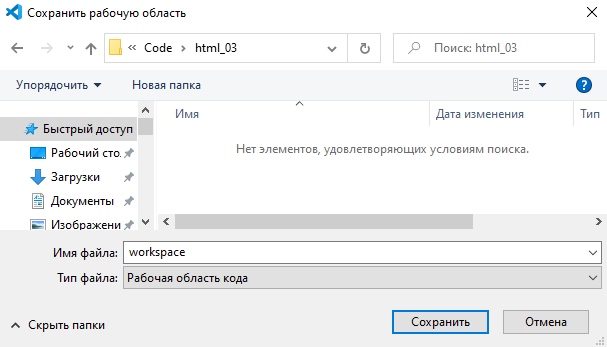 Сохранить рабочую область
« Code › html_03
Поиск: html_03
Упорядочить
Новая папка
?
Имя
Дата изменения
Тип
Быстрый доступ
Рабочий сто.
Загрузки
Документы
Изображени
Нет элементов, удовлетворяющих условиям поиска.
Имя файла: workspace
Тип файла: Рабочая область кода
Скрыть папки
Сохранить
Отмена